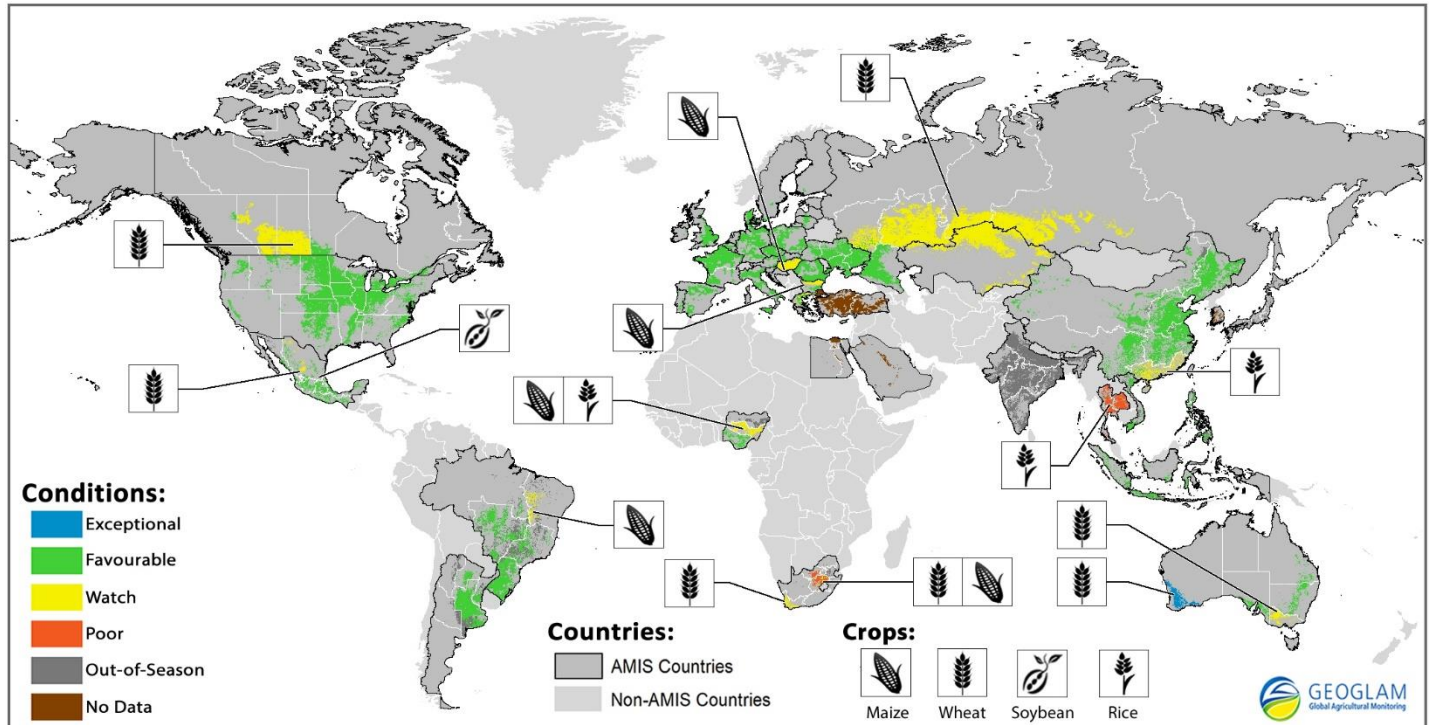 Conditions:
Exceptional
Favourable
Watch
Poor
Out-of-Season
No Data
Countries:
AMIS Countries
Non-AMIS Countries
Crops:
Maize
Wheat
Soybean
Rice
GEOGLAM
Global Agricultural Monitoring